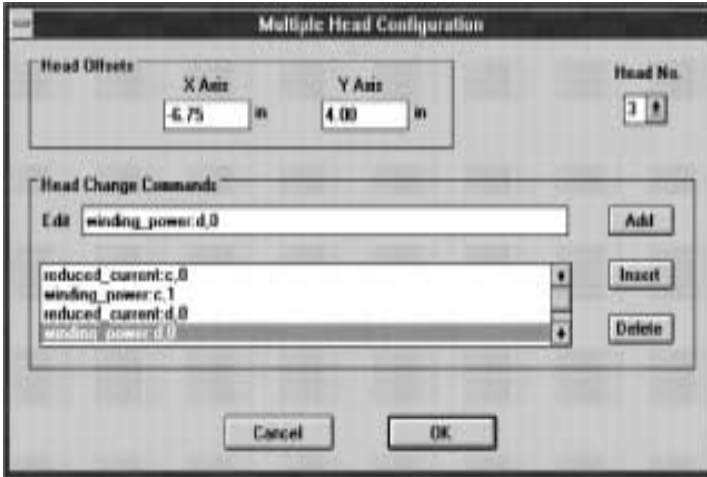 Multiple Head Configuration
Head Offsets
X Axis
Y Axis
Head No.
-6.75 in
4.00 in
3
Head Change Commands
Edit winding_power:d,0
Add
reduced_current:c,0
winding_power:c,1
reduced_current:d,0
winding_power:d,0
Insert
Delete
Cancel
OK